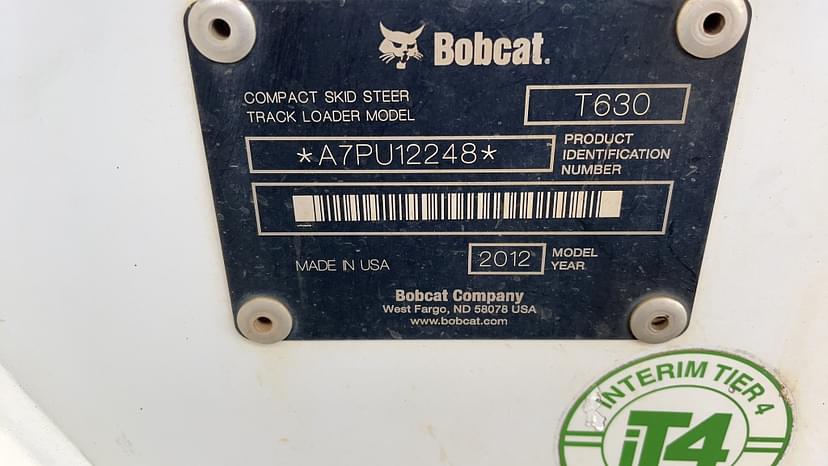 Bobcat.
COMPACT SKID STEER
TRACK LOADER MODEL
T630
*A7PU12248*
PRODUCT
IDENTIFICATION
NUMBER
MADE IN USA
2012
MODEL
YEAR
Bobcat Company
West Fargo, ND 58078 USA
www.bobcat.com
INTERIM TIER 4
iT4